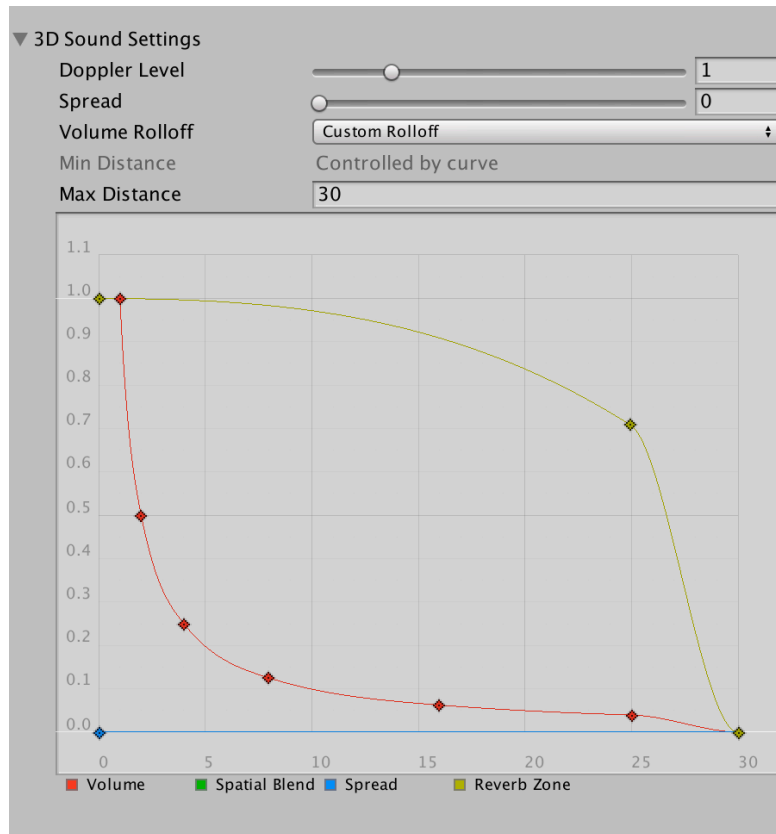 3D Sound Settings
Doppler Level 1
Spread 0
Volume Rolloff Custom Rolloff
Min Distance Controlled by curve
Max Distance 30
1.1
1.0
0.9
0.8
0.7
0.6
0.5
0.4
0.3
0.2
0.1
0.0
0 5 10 15 20 25 30
Volume Spatial Blend Spread Reverb Zone